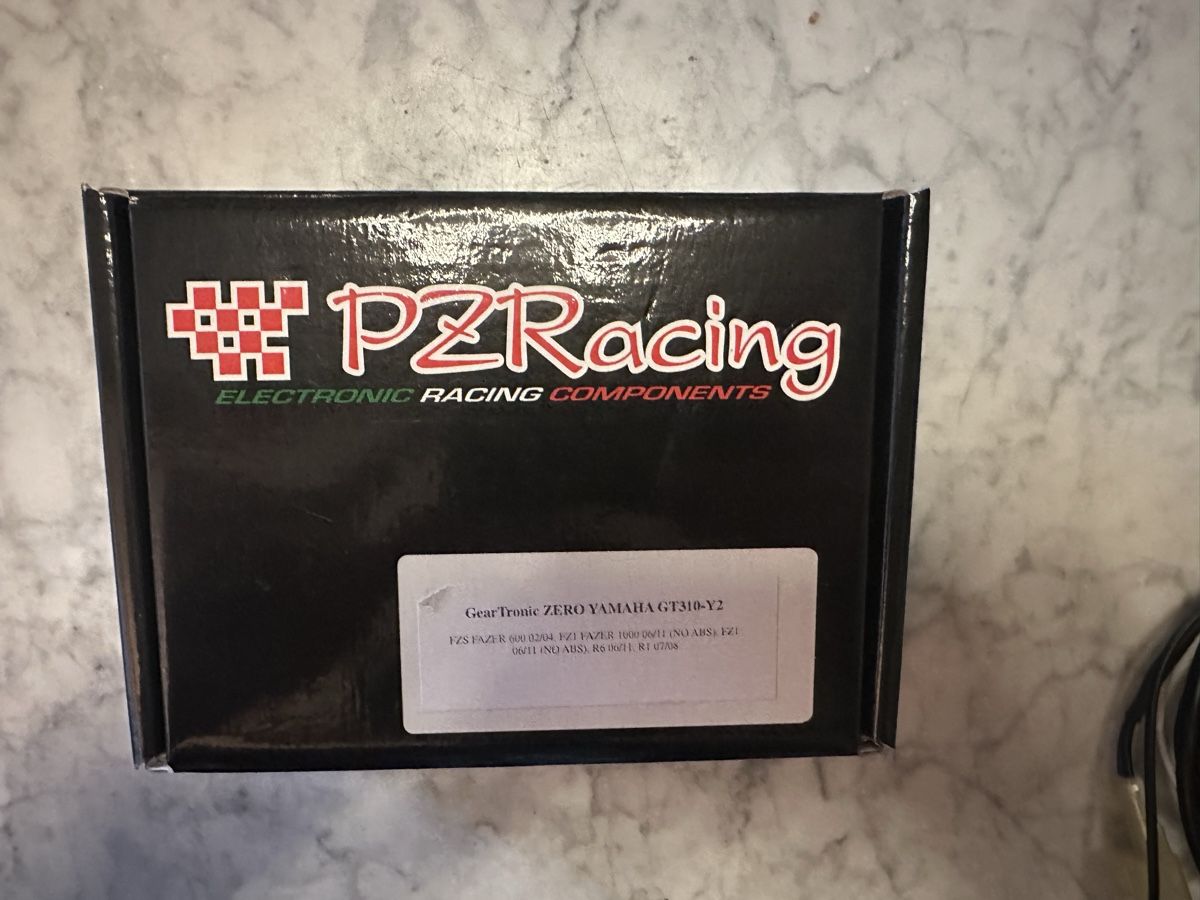 PZRacing
ELECTRONIC RACING COMPONENTS
GearTronic ZERO YAMAHA GT310-Y2
FZS FAZER 600 02/04, FZ1 FAZER 1000 06/11 (NO ABS), FZ1
06/11 (NO ABS), R6 06/11, R1 07/08